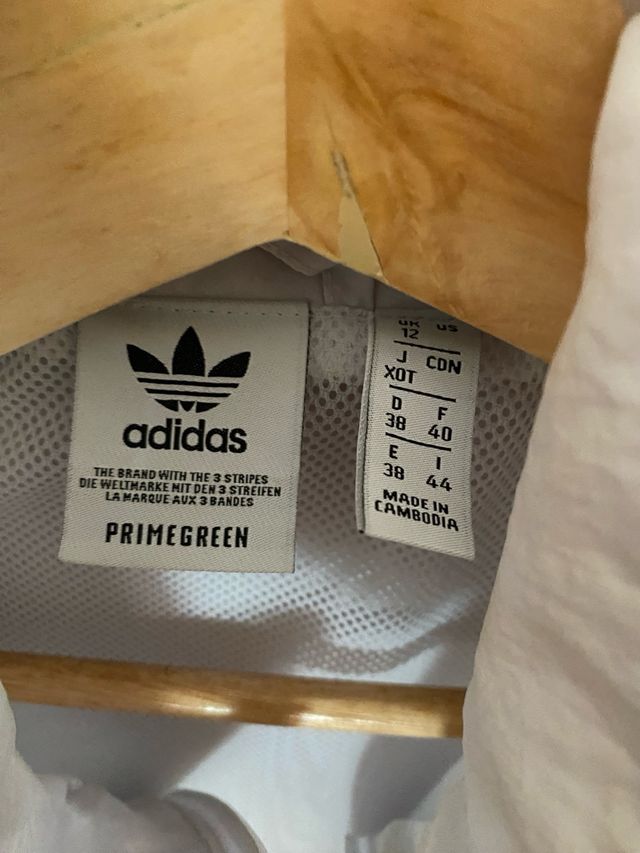 adidas
THE BRAND WITH THE 3 STRIPES
DIE WELTMARKE MIT DEN 3 STREIFEN
LA MARQUE AUX 3 BANDES
PRIMEGREEN
US
12
J CDN
XOT
D F
38 40
E I
38 44
MADE IN
CAMBODIA